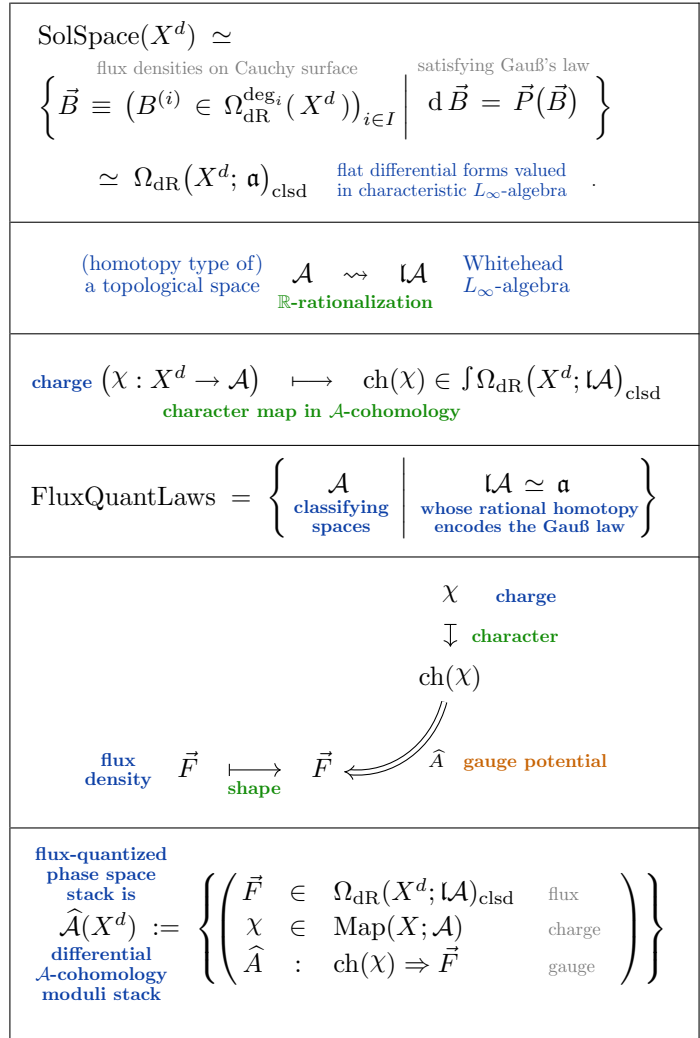 SolSpace(X^d) ≃
flux densities on Cauchy surface satisfying Gauß's law
{ B⃗ ≡ (B^(i) ∈ Ω_dR^{deg_i}(X^d))_{i∈I} | d B⃗ = P⃗(B⃗) }
≃ Ω_dR(X^d; 𝔞)_clsd flat differential forms valued
in characteristic L_∞-algebra .
(homotopy type of) 𝒜 ⇝ 𝔩𝒜 Whitehead
a topological space ℝ-rationalization L_∞-algebra
charge (χ : X^d → 𝒜) ⟼ ch(χ) ∈ ∫Ω_dR(X^d; 𝔩𝒜)_clsd
character map in 𝒜-cohomology
FluxQuantLaws = { 𝒜 | 𝔩𝒜 ≃ 𝔞 }
classifying whose rational homotopy
spaces encodes the Gauß law
χ charge
character
ch(χ)
flux
density F⃗ ⟼ F⃗ Â gauge potential
shape
flux-quantized
phase space
stack is
𝒜̂(X^d) := { ( F⃗ ∈ Ω_dR(X^d; 𝔩𝒜)_clsd flux
χ ∈ Map(X; 𝒜) charge
 : ch(χ) ⇒ F⃗ gauge ) }
differential
𝒜-cohomology
moduli stack